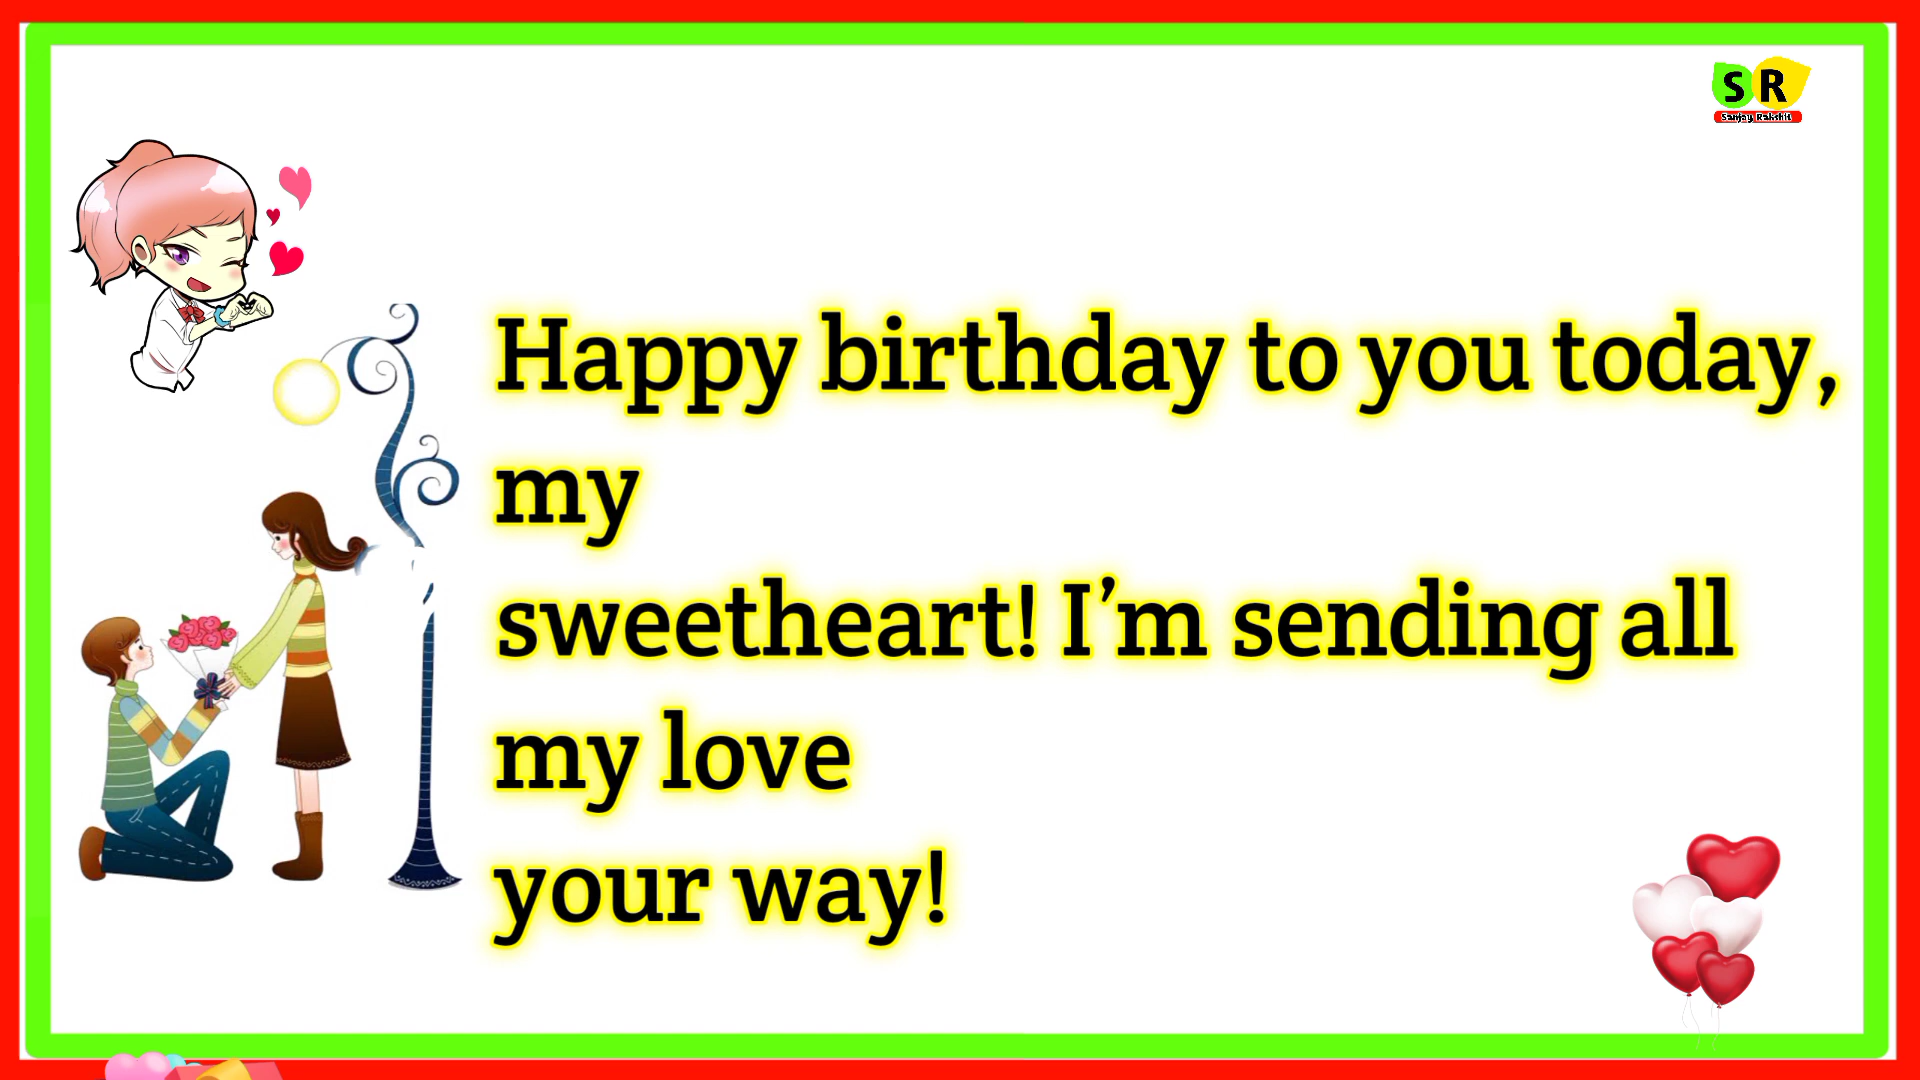 S R
Sanjay Rakshit
Happy birthday to you today,
my
sweetheart! I’m sending all
my love
your way!